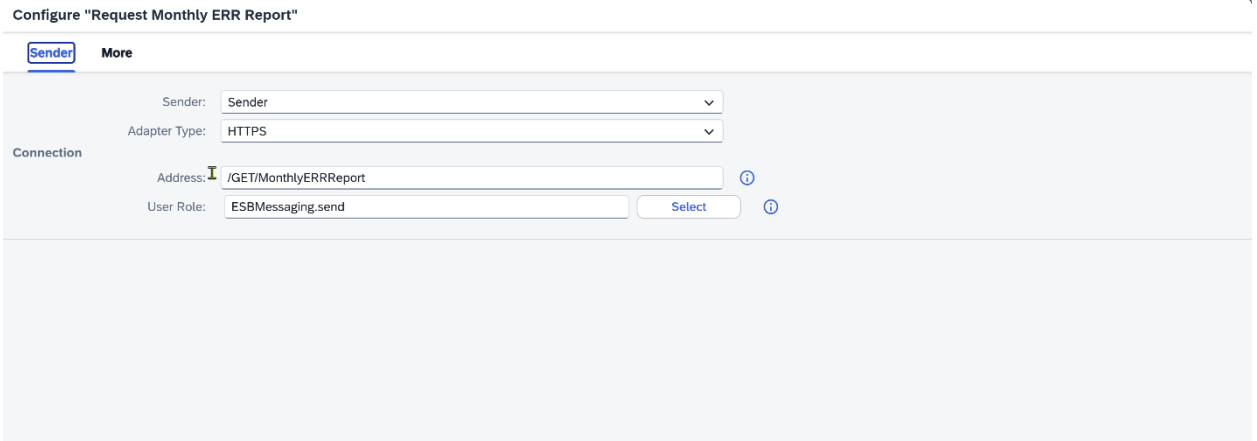 Configure "Request Monthly ERR Report"
Sender More
Sender: Sender
Adapter Type: HTTPS
Connection
Address: /GET/MonthlyERRReport
User Role: ESBMessaging.send Select